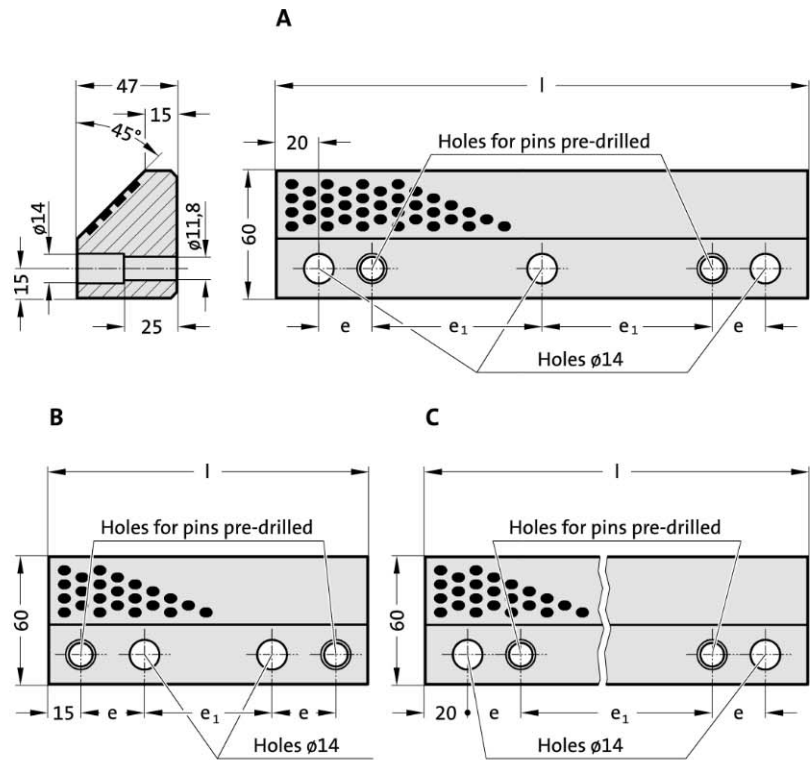 A
47
15
45°
ø14
ø11,8
15
25
l
20
Holes for pins pre-drilled
60
e
e₁
e₁
e
Holes ø14
B
l
Holes for pins pre-drilled
60
15
e
e₁
e
Holes ø14
C
l
Holes for pins pre-drilled
60
20
e
e₁
e
Holes ø14